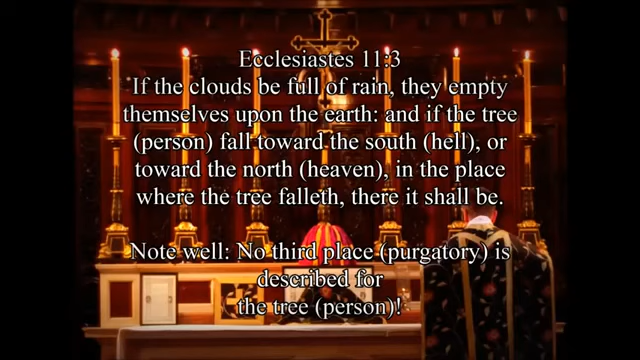 Ecclesiastes 11:3
If the clouds be full of rain, they empty
themselves upon the earth: and if the tree
(person) fall toward the south (hell), or
toward the north (heaven), in the place
where the tree falleth, there it shall be.
Note well: No third place (purgatory) is
described for
the tree (person)!